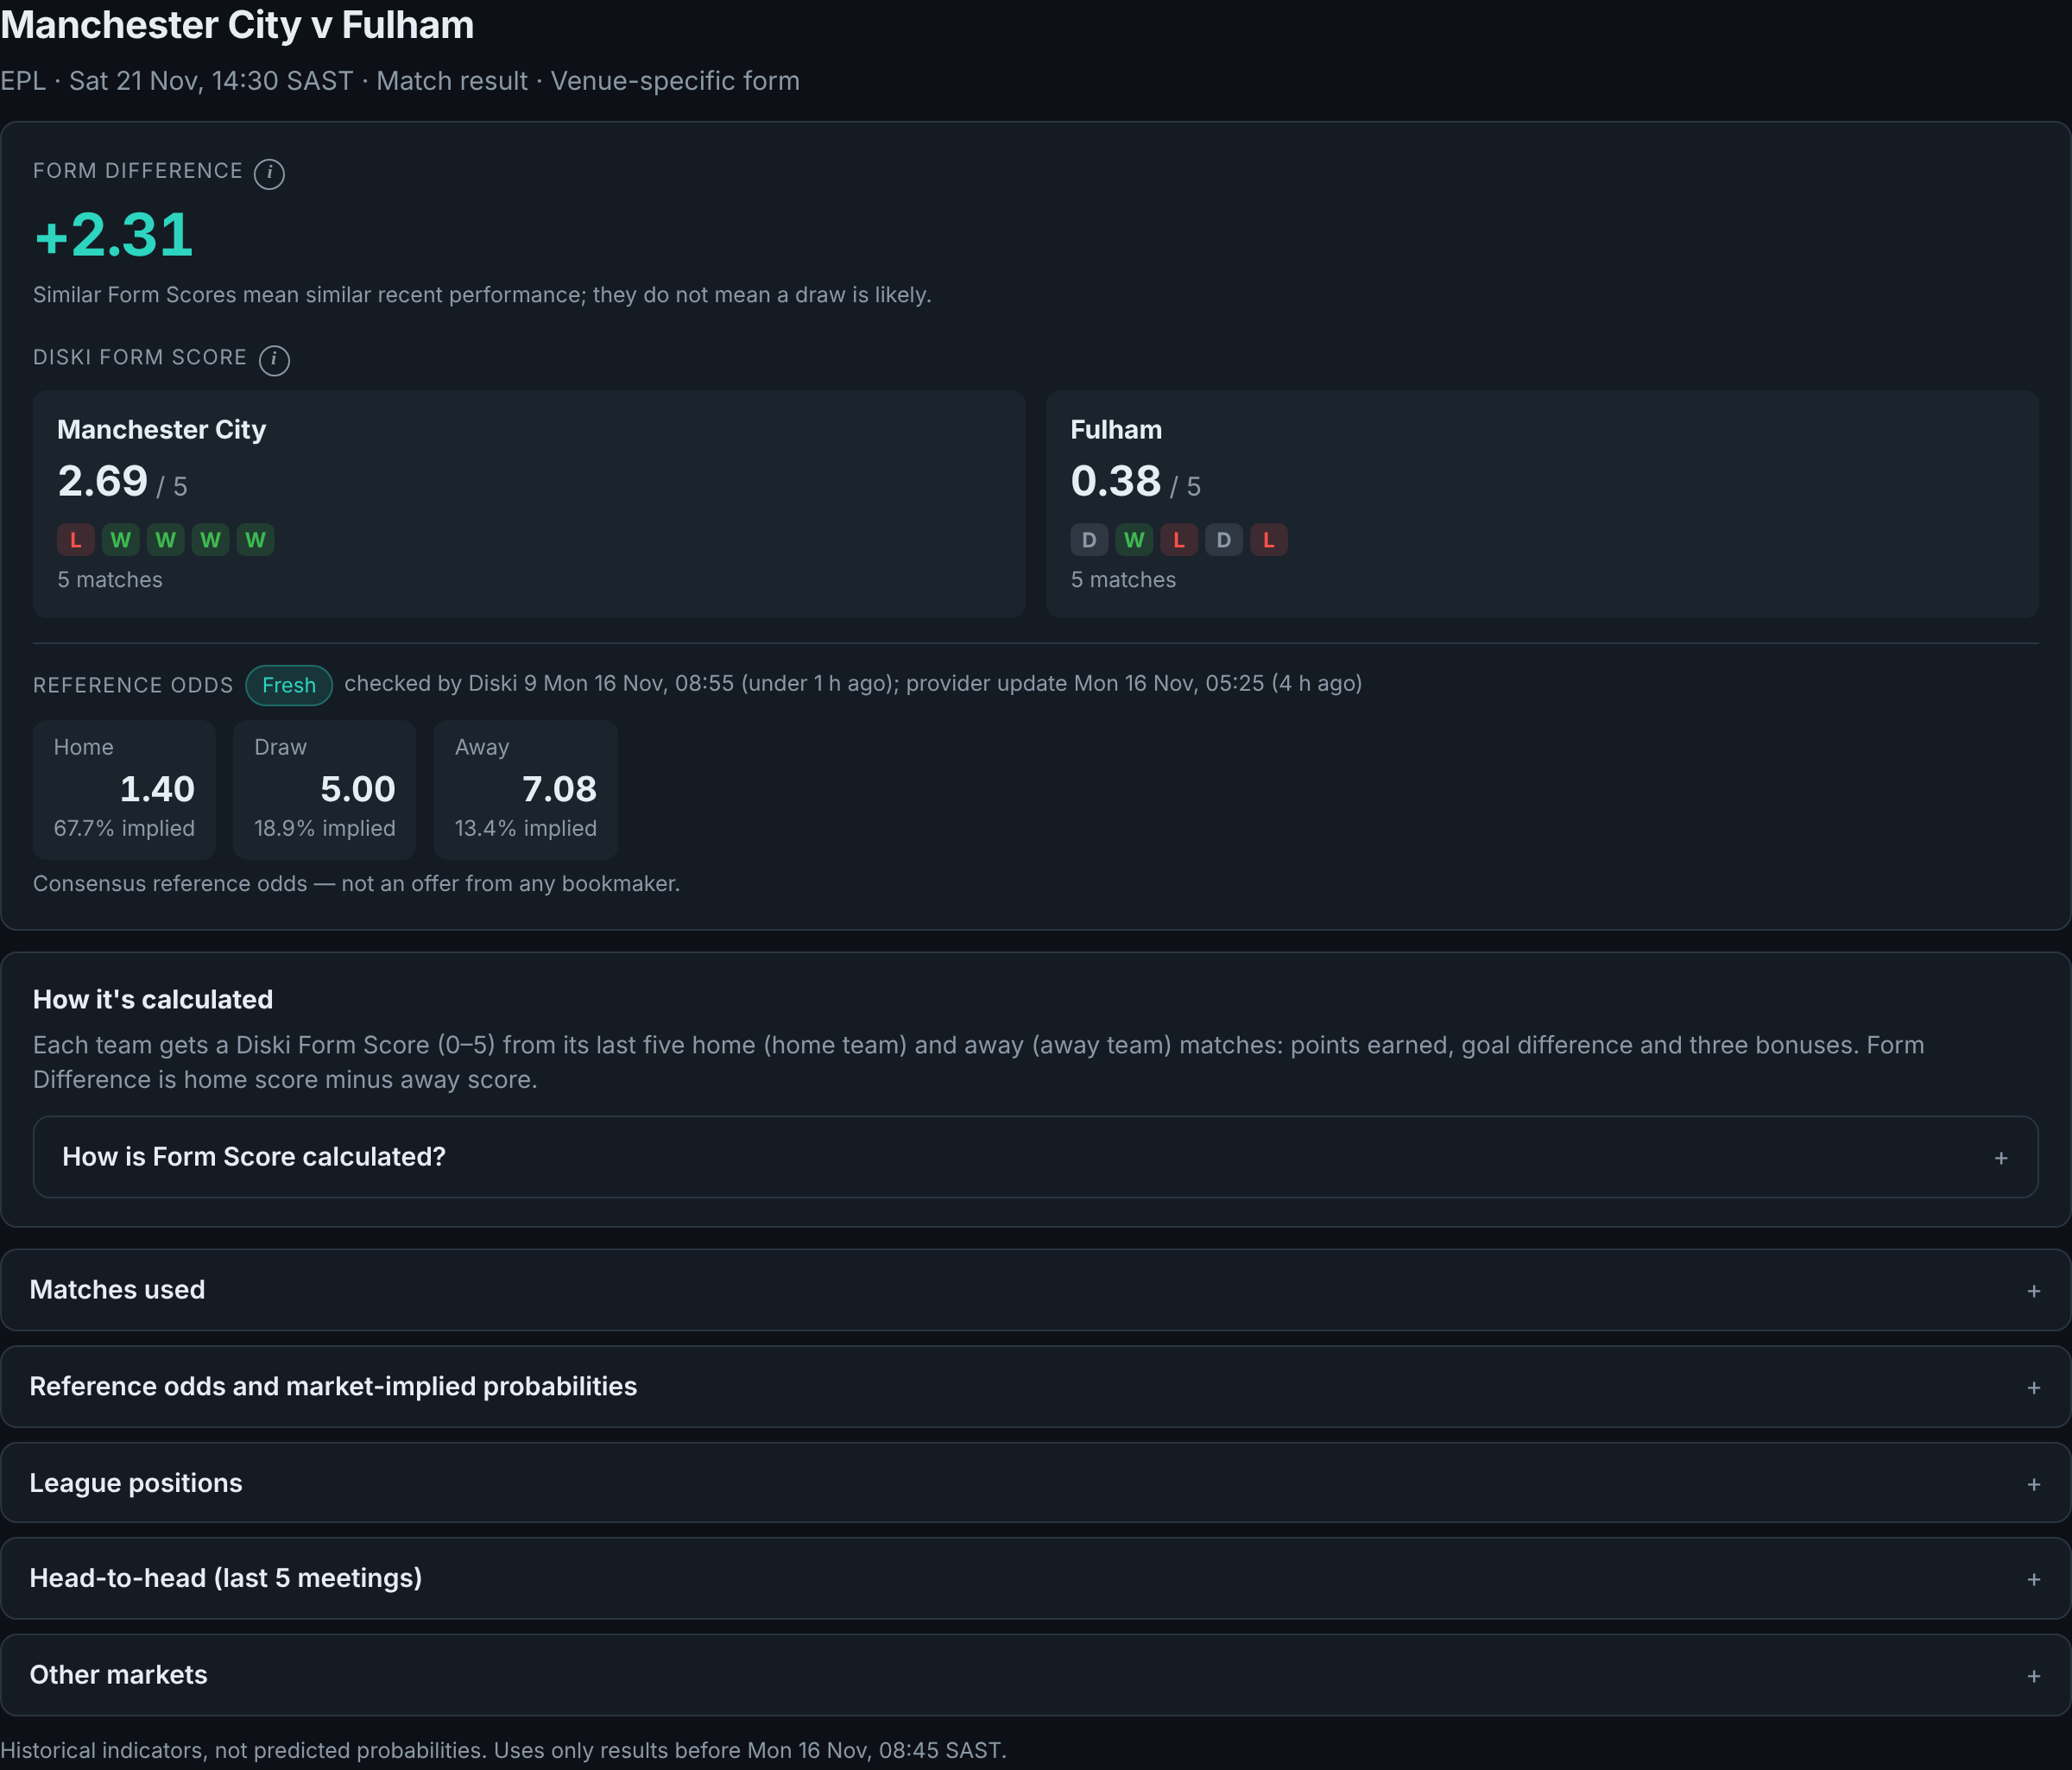 Manchester City v Fulham
EPL · Sat 21 Nov, 14:30 SAST · Match result · Venue-specific form
FORM DIFFERENCE i
+2.31
Similar Form Scores mean similar recent performance; they do not mean a draw is likely.
DISKI FORM SCORE i
Manchester City
2.69 / 5
L W W W W
5 matches
Fulham
0.38 / 5
D W L D L
5 matches
REFERENCE ODDS Fresh checked by Diski 9 Mon 16 Nov, 08:55 (under 1 h ago); provider update Mon 16 Nov, 05:25 (4 h ago)
Home
1.40
67.7% implied
Draw
5.00
18.9% implied
Away
7.08
13.4% implied
Consensus reference odds — not an offer from any bookmaker.
How it's calculated
Each team gets a Diski Form Score (0–5) from its last five home (home team) and away (away team) matches: points earned, goal difference and three bonuses. Form
Difference is home score minus away score.
How is Form Score calculated? +
Matches used +
Reference odds and market-implied probabilities +
League positions +
Head-to-head (last 5 meetings) +
Other markets +
Historical indicators, not predicted probabilities. Uses only results before Mon 16 Nov, 08:45 SAST.